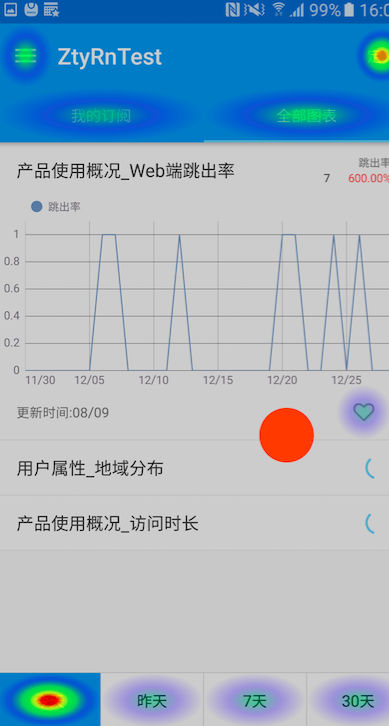 99% 16:0
ZtyRnTest
我的订阅 全部图表
产品使用概况_Web端跳出率
跳出率
7 600.00%
跳出率
1
0.8
0.6
0.4
0.2
0
11/30 12/05 12/10 12/15 12/20 12/25
更新时间:08/09
用户属性_地域分布
产品使用概况_访问时长
昨天 7天 30天